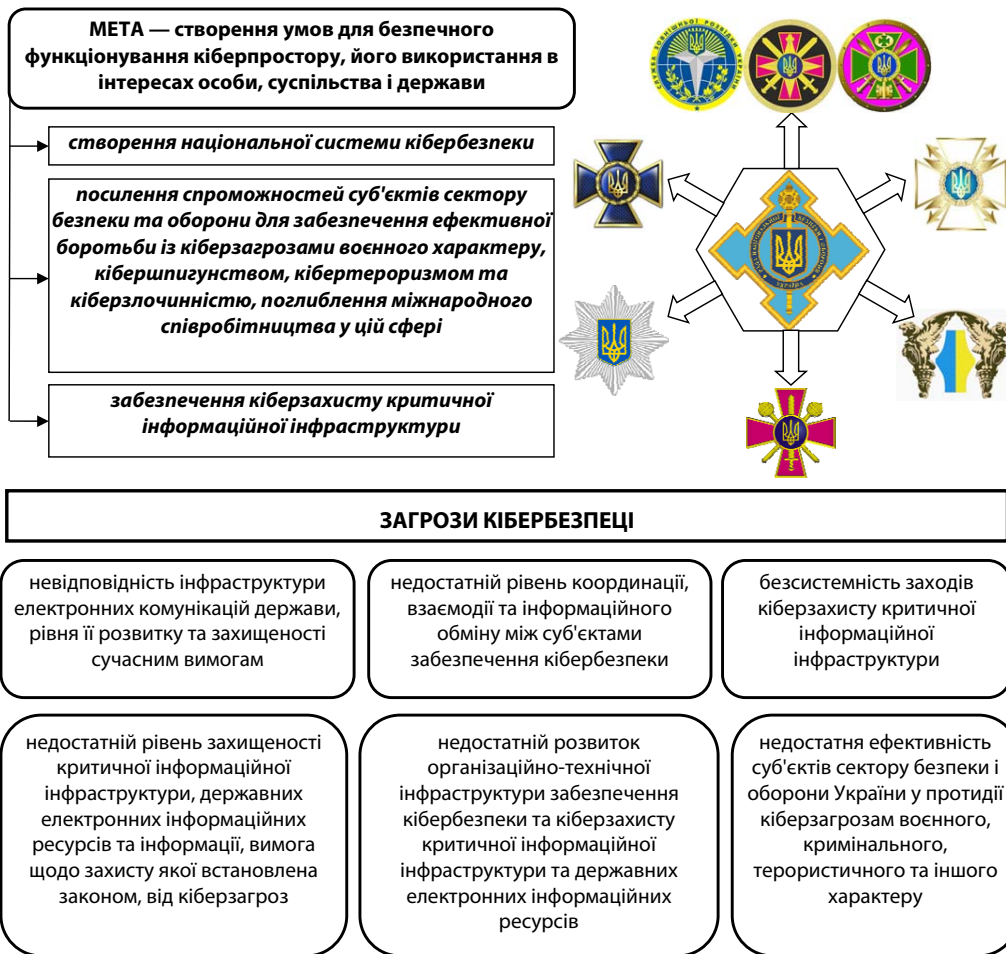 МЕТА — створення умов для безпечного
функціонування кіберпростору, його використання в
інтересах особи, суспільства і держави
створення національної системи кібербезпеки
посилення спроможностей суб'єктів сектору
безпеки та оборони для забезпечення ефективної
боротьби із кіберзагрозами воєнного характеру,
кібершпигунством, кібертероризмом та
кіберзлочинністю, поглиблення міжнародного
співробітництва у цій сфері
забезпечення кіберзахисту критичної
інформаційної інфраструктури
СЛУЖБА ЗОВНІШНЬОЇ РОЗВІДКИ УКРАЇНИ
ЗАГРОЗИ КІБЕРБЕЗПЕЦІ
невідповідність інфраструктури
електронних комунікацій держави,
рівня її розвитку та захищеності
сучасним вимогам
недостатній рівень координації,
взаємодії та інформаційного
обміну між суб'єктами
забезпечення кібербезпеки
безсистемність заходів
кіберзахисту критичної
інформаційної
інфраструктури
недостатній рівень захищеності
критичної інформаційної
інфраструктури, державних
електронних інформаційних
ресурсів та інформації, вимога
щодо захисту якої встановлена
законом, від кіберзагроз
недостатній розвиток
організаційно-технічної
інфраструктури забезпечення
кібербезпеки та кіберзахисту
критичної інформаційної
інфраструктури та державних
електронних інформаційних
ресурсів
недостатня ефективність
суб'єктів сектору безпеки і
оборони України у протидії
кіберзагрозам воєнного,
кримінального,
терористичного та іншого
характеру